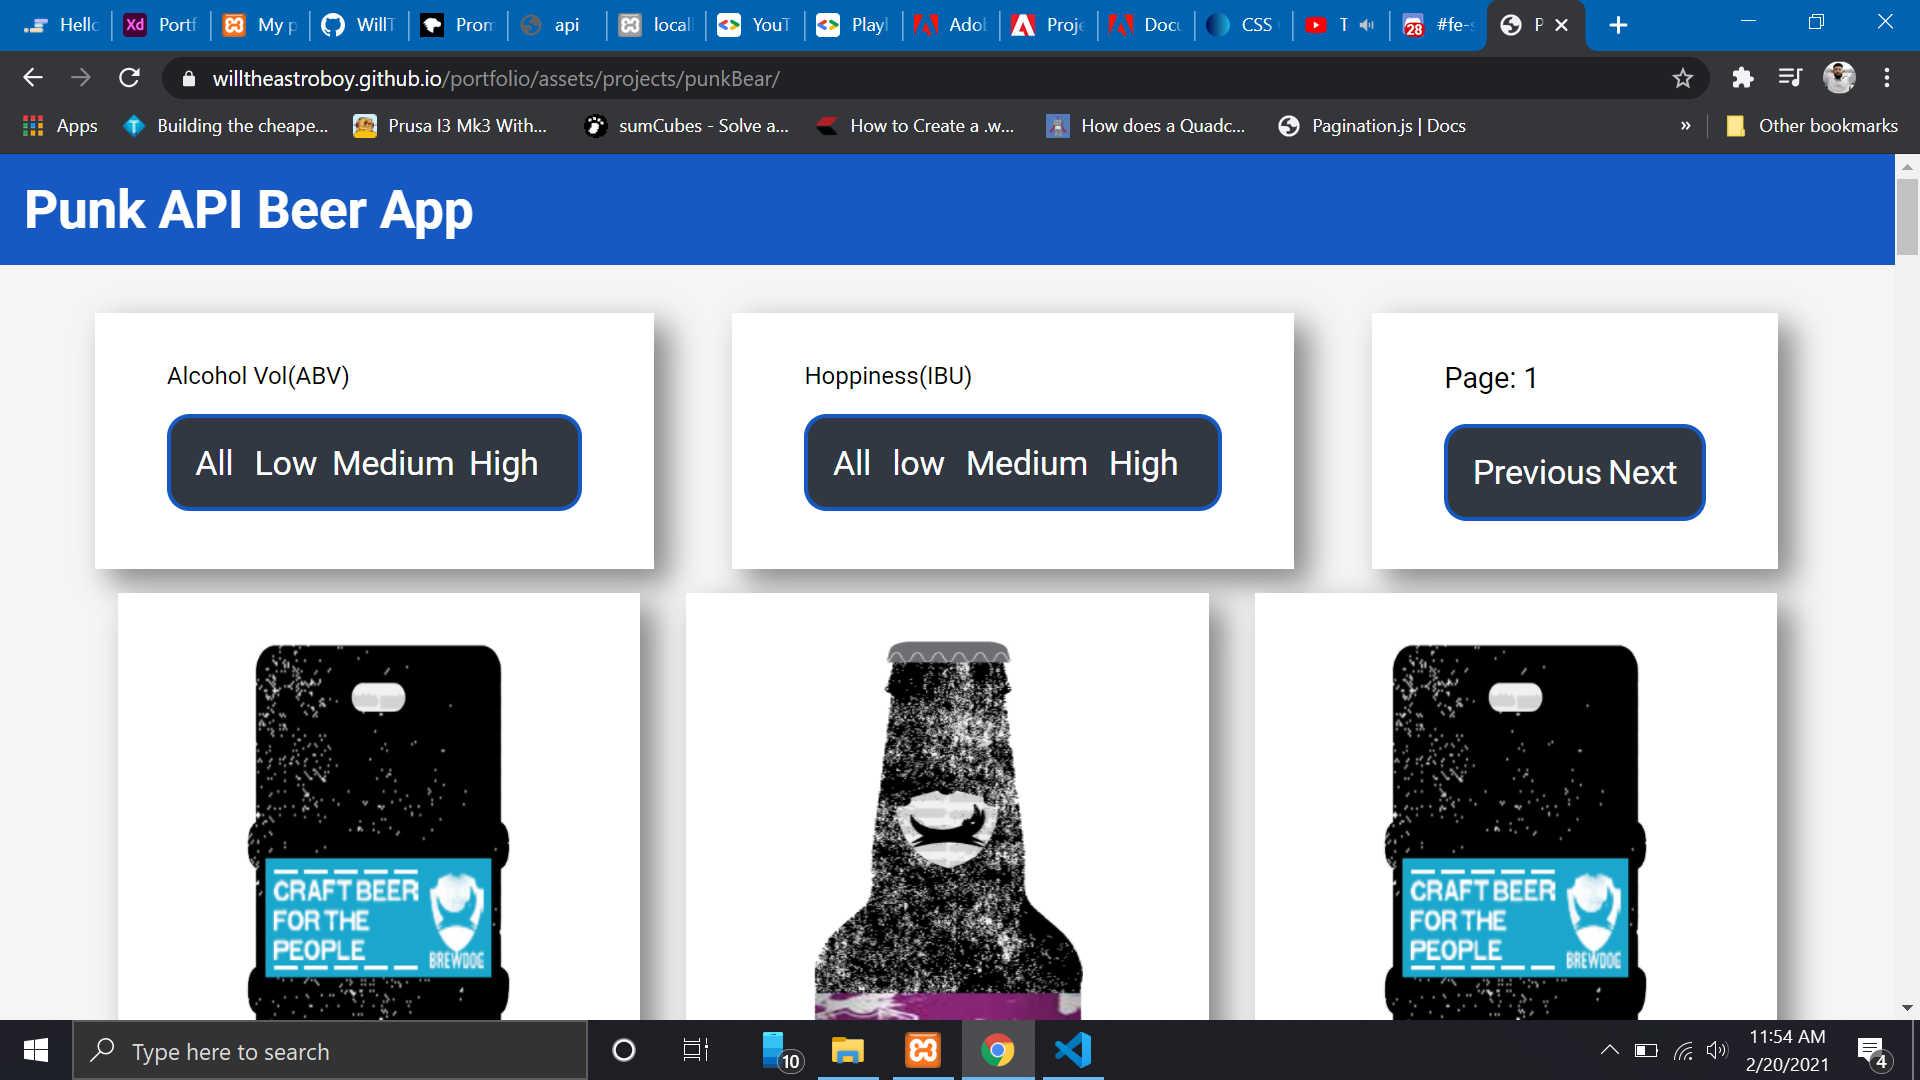 Hello
Xd Portf
My p
WillT
Prom
api
local
YouT
Playl
Adob
Proje
Docu
CSS
T
28 #fe-s
P
willtheastroboy.github.io/portfolio/assets/projects/punkBear/
Apps
Building the cheape...
Prusa I3 Mk3 With...
sumCubes - Solve a...
How to Create a .w...
How does a Quadc...
Pagination.js | Docs
»
Other bookmarks
Punk API Beer App
Alcohol Vol(ABV)
All Low Medium High
Hoppiness(IBU)
All low Medium High
Page: 1
Previous Next
CRAFT BEER
FOR THE
PEOPLE
BREWDOG
CRAFT BEER
FOR THE
PEOPLE
BREWDOG
Type here to search
10
11:54 AM
2/20/2021
4